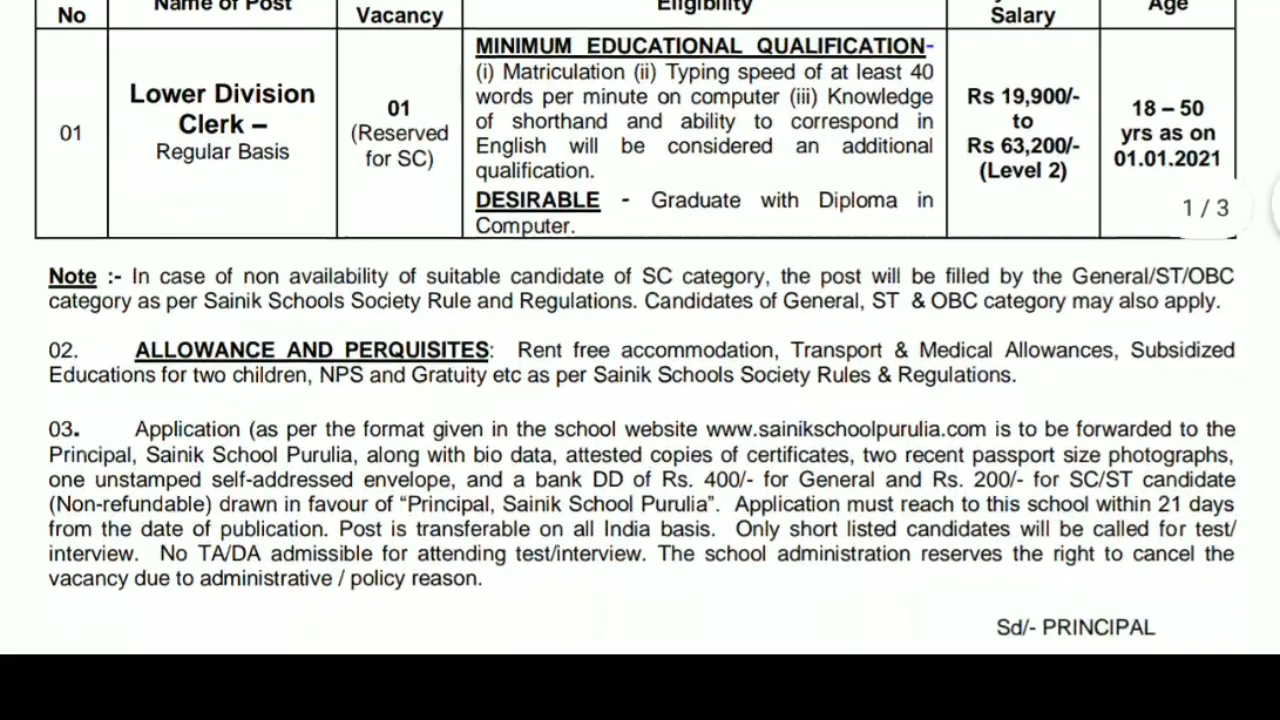 Name of Post
Eligibility
Age
No
Vacancy
Salary
MINIMUM EDUCATIONAL QUALIFICATION-
(i) Matriculation (ii) Typing speed of at least 40
words per minute on computer (iii) Knowledge
of shorthand and ability to correspond in
English will be considered an additional
qualification.
DESIRABLE - Graduate with Diploma in
Computer.
01
Lower Division
Clerk –
Regular Basis
01
(Reserved
for SC)
Rs 19,900/-
to
Rs 63,200/-
(Level 2)
18 – 50
yrs as on
01.01.2021
1 / 3
Note :- In case of non availability of suitable candidate of SC category, the post will be filled by the General/ST/OBC
category as per Sainik Schools Society Rule and Regulations. Candidates of General, ST & OBC category may also apply.
02. ALLOWANCE AND PERQUISITES: Rent free accommodation, Transport & Medical Allowances, Subsidized
Educations for two children, NPS and Gratuity etc as per Sainik Schools Society Rules & Regulations.
03. Application (as per the format given in the school website www.sainikschoolpurulia.com is to be forwarded to the
Principal, Sainik School Purulia, along with bio data, attested copies of certificates, two recent passport size photographs,
one unstamped self-addressed envelope, and a bank DD of Rs. 400/- for General and Rs. 200/- for SC/ST candidate
(Non-refundable) drawn in favour of “Principal, Sainik School Purulia”. Application must reach to this school within 21 days
from the date of publication. Post is transferable on all India basis. Only short listed candidates will be called for test/
interview. No TA/DA admissible for attending test/interview. The school administration reserves the right to cancel the
vacancy due to administrative / policy reason.
Sd/- PRINCIPAL